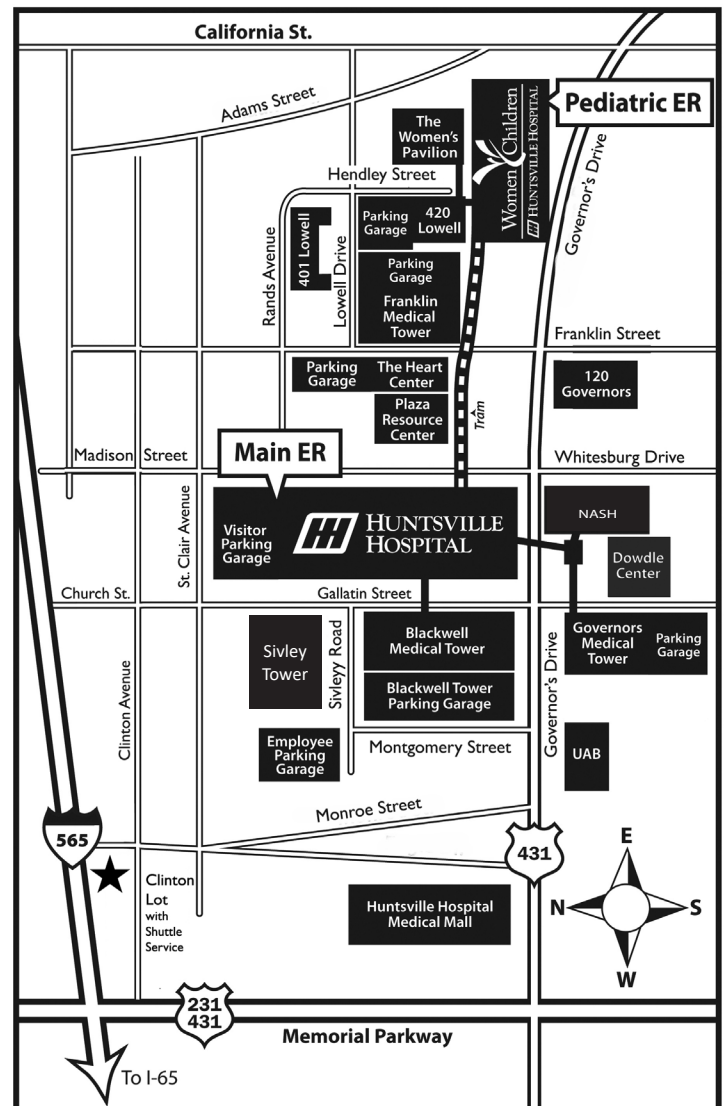 California St.
Adams Street
Pediatric ER
The
Women's
Pavilion
Women & Children
HUNTSVILLE HOSPITAL
Governor's Drive
Hendley Street
Parking
Garage
420
Lowell
401 Lowell
Rands Avenue
Lowell Drive
Parking
Garage
Franklin
Medical
Tower
Franklin Street
Parking
Garage
The Heart
Center
120
Governors
Plaza
Resource
Center
Tram
Main ER
Madison Street
Whitesburg Drive
St. Clair Avenue
Visitor
Parking
Garage
HUNTSVILLE
HOSPITAL
NASH
Dowdle
Center
Church St.
Gallatin Street
Sivley
Tower
Sivleyy Road
Blackwell
Medical Tower
Blackwell Tower
Parking Garage
Governor's Drive
Governors
Medical
Tower
Parking
Garage
Clinton Avenue
Employee
Parking
Garage
Montgomery Street
UAB
Monroe Street
565
431
Clinton
Lot
with
Shuttle
Service
Huntsville Hospital
Medical Mall
E
N
S
W
231
431
Memorial Parkway
To I-65